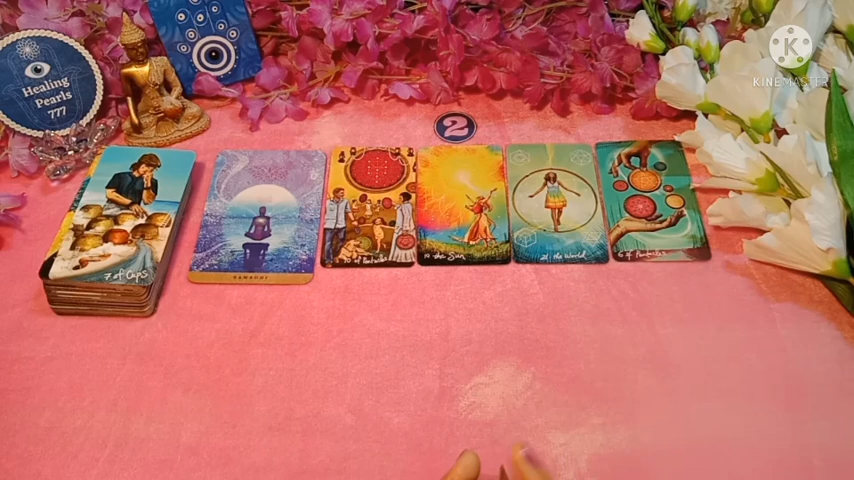 Healing
Pearls
777
K
KINEMASTER
2
7 of Cups
10 of Pentacles
19 the Sun
21 the World
6 of Pentacles